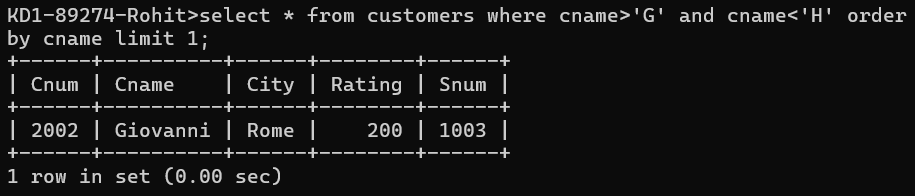 KD1-89274-Rohit>select * from customers where cname>'G' and cname<'H' order
by cname limit 1;
+------+----------+------+--------+------+
| Cnum | Cname    | City | Rating | Snum |
+------+----------+------+--------+------+
| 2002 | Giovanni | Rome |    200 | 1003 |
+------+----------+------+--------+------+
1 row in set (0.00 sec)